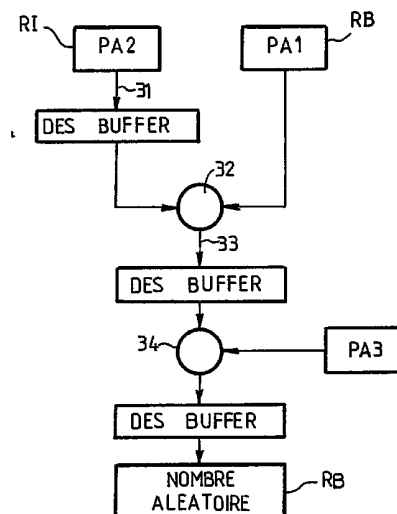 RI
PA2
PA1
RB
31
DES BUFFER
32
33
DES BUFFER
34
PA3
DES BUFFER
NOMBRE
ALEATOIRE
RB